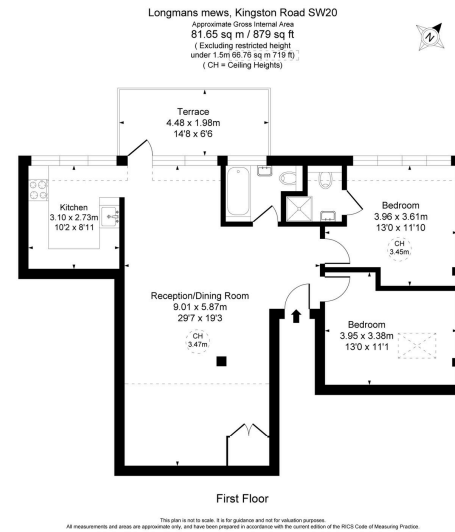 Longmans mews, Kingston Road SW20
Approximate Gross Internal Area
81.65 sq m / 879 sq ft
( Excluding restricted height
under 1.5m 66.76 sq m 719 ft)
( CH = Ceiling Heights)
Terrace
4.48 x 1.98m
14'8 x 6'6
Kitchen
3.10 x 2.73m
10'2 x 8'11
Bedroom
3.96 x 3.61m
13'0 x 11'10
CH
3.45m.
Reception/Dining Room
9.01 x 5.87m
29'7 x 19'3
CH
3.47m.
Bedroom
3.95 x 3.38m
13'0 x 11'1
First Floor
This plan is not to scale. It is for guidance and not for valuation purposes.
All measurements and areas are approximate only, and have been prepared in accordance with the current edition of the RICS Code of Measuring Practice.